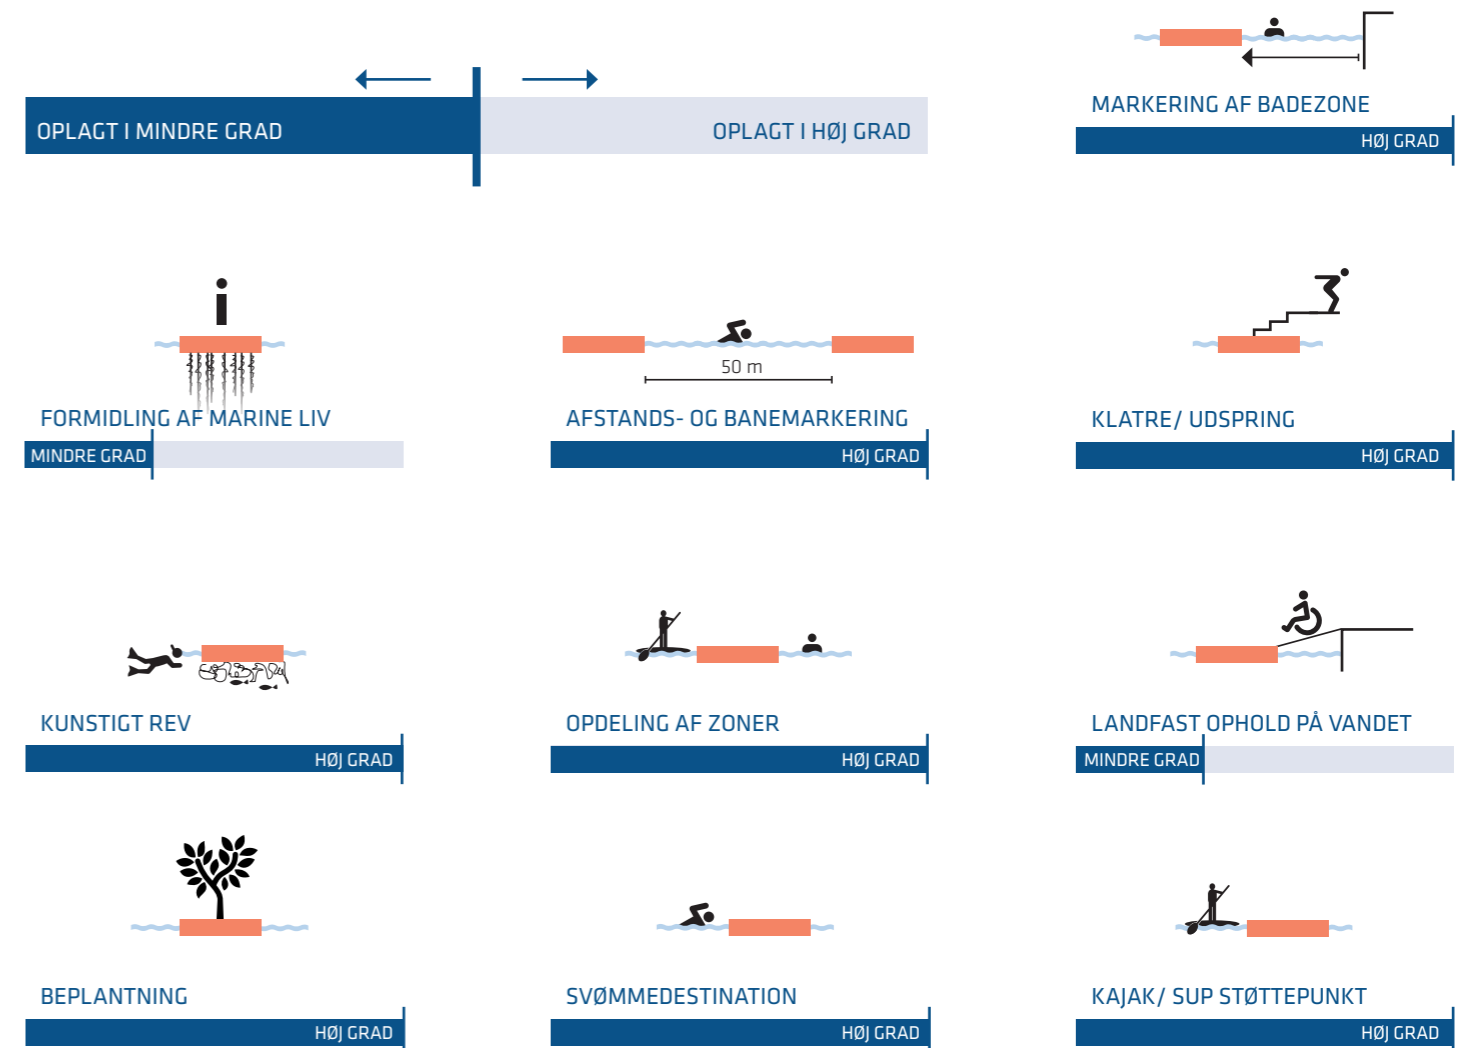 OPLAGT I MINDRE GRAD
OPLAGT I HØJ GRAD
MARKERING AF BADEZONE
HØJ GRAD
FORMIDLING AF MARINE LIV
MINDRE GRAD
50 m
AFSTANDS- OG BANEMARKERING
HØJ GRAD
KLATRE/ UDSPRING
HØJ GRAD
KUNSTIGT REV
HØJ GRAD
OPDELING AF ZONER
HØJ GRAD
LANDFAST OPHOLD PÅ VANDET
MINDRE GRAD
BEPLANTNING
HØJ GRAD
SVØMMEDESTINATION
HØJ GRAD
KAJAK/ SUP STØTTEPUNKT
HØJ GRAD